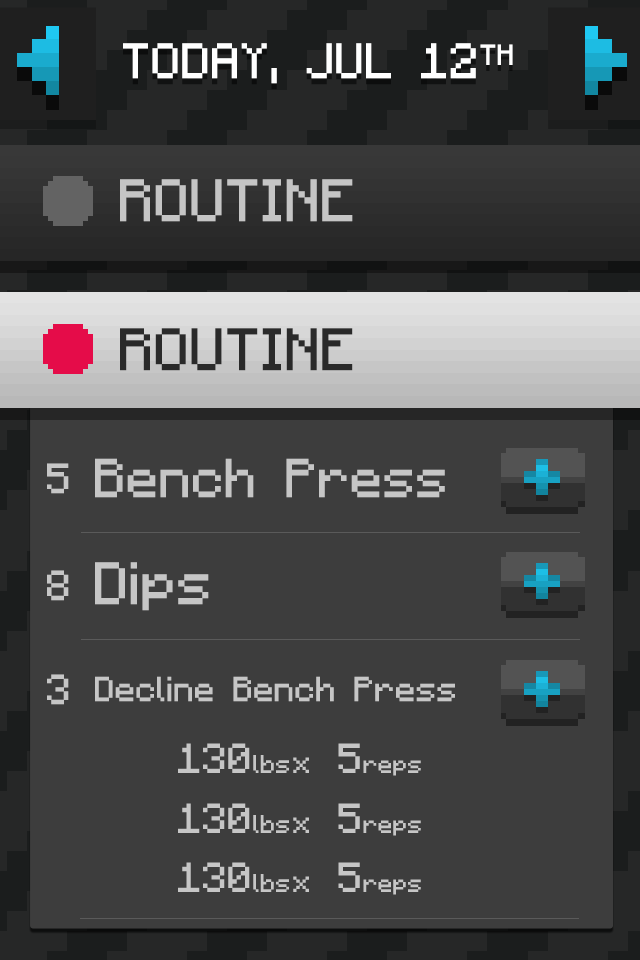 TODAY, JUL 12TH
ROUTINE
ROUTINE
5 Bench Press
8 Dips
3 Decline Bench Press
130lbsx 5reps
130lbsx 5reps
130lbsx 5reps